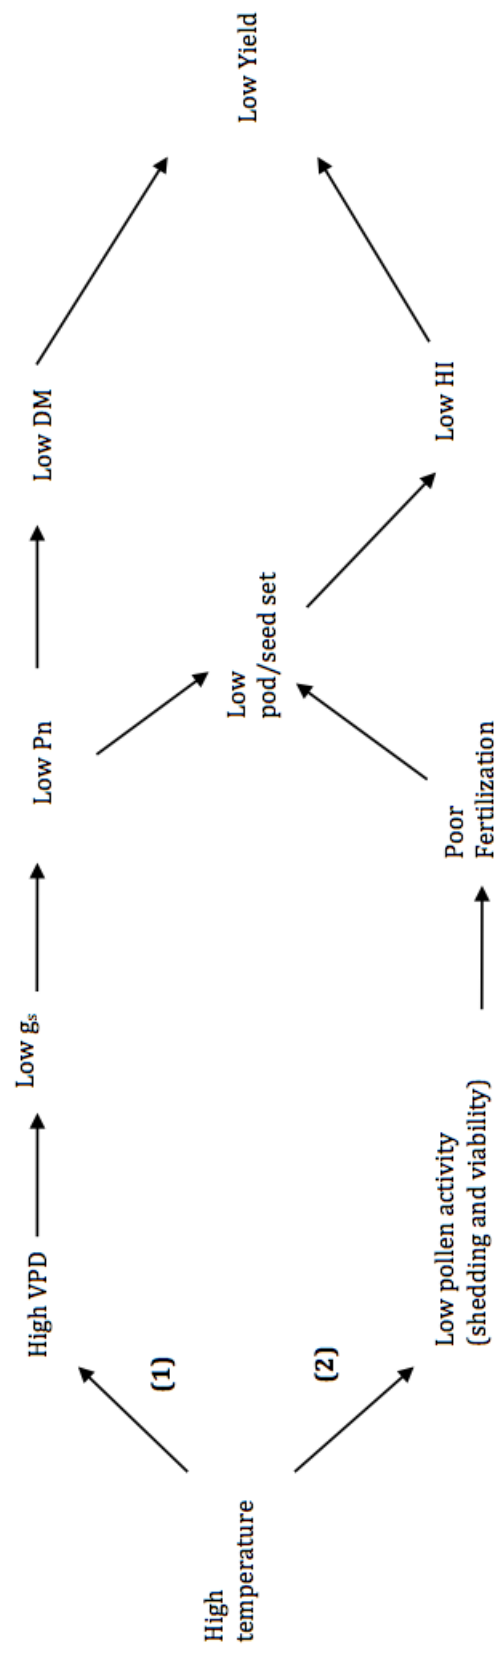 High
temperature
(1)
(2)
High VPD
Low gₛ
Low Pn
Low DM
Low pollen activity
(shedding and viability)
Poor
Fertilization
Low
pod/seed set
Low HI
Low Yield